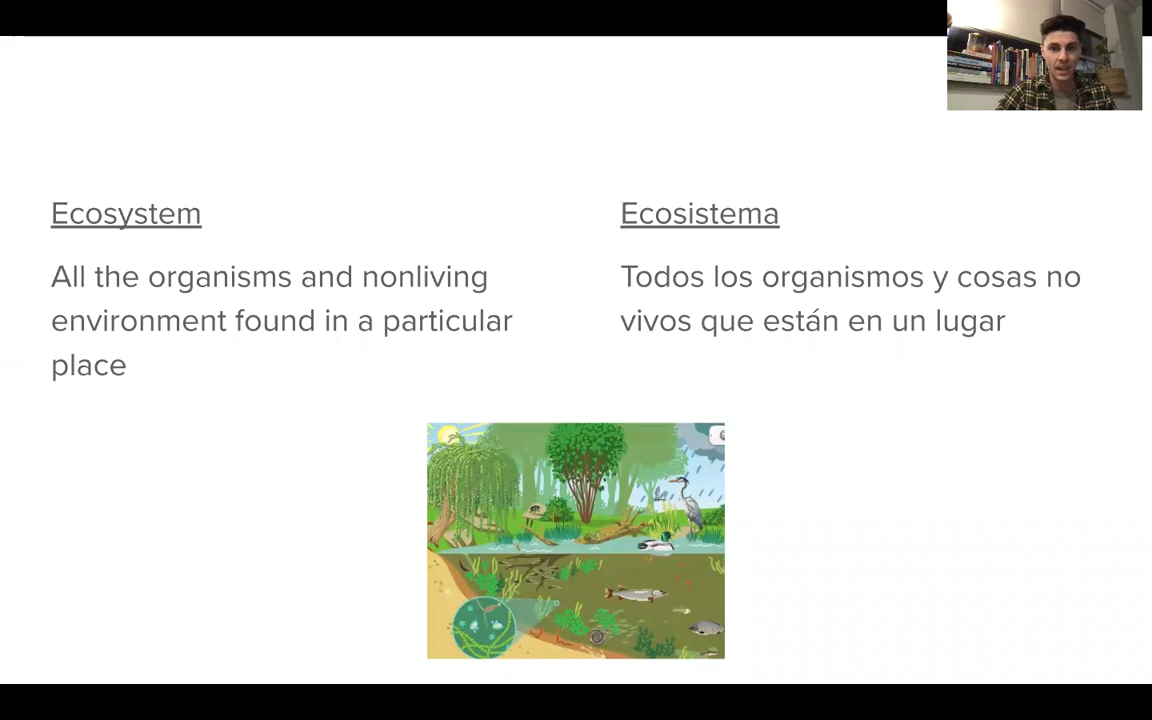 Ecosystem
All the organisms and nonliving
environment found in a particular
place
Ecosistema
Todos los organismos y cosas no
vivos que están en un lugar